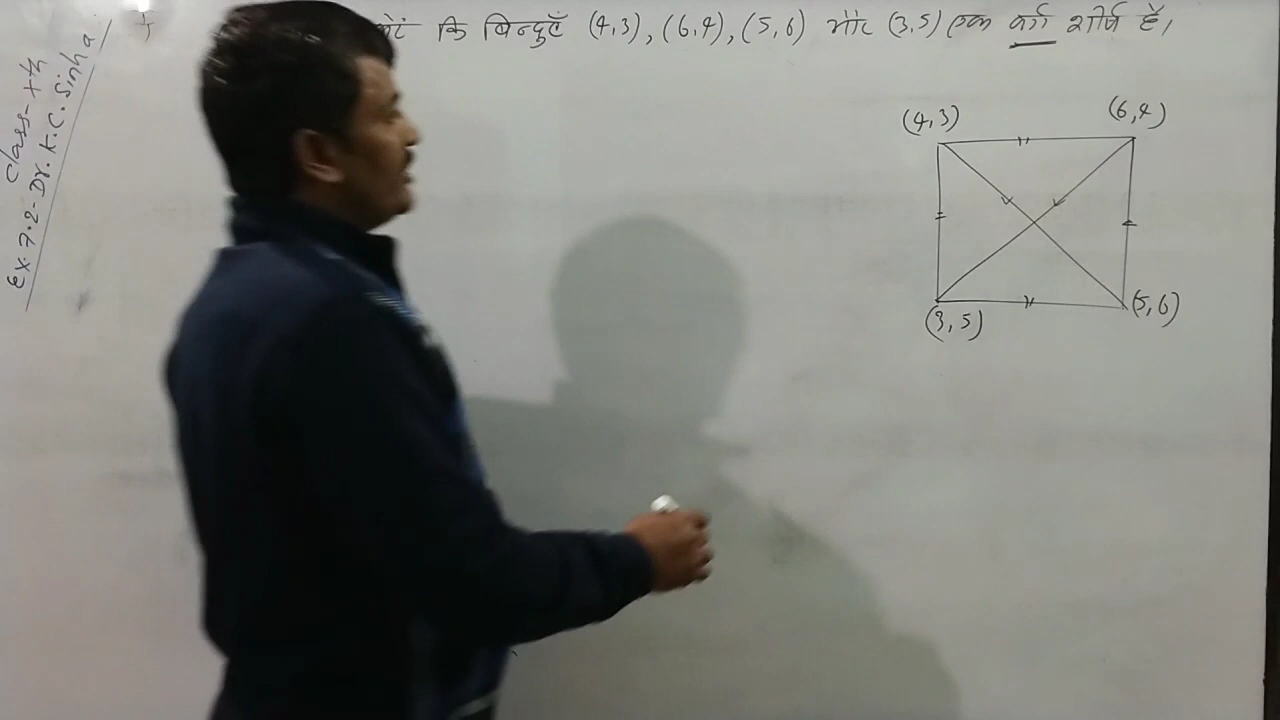 कि बिन्दुएँ (4,3), (6,4), (5,6) और (3,5) एक वर्ग शीर्ष हैं।
Class- Xth
Ex. 7.2- Dr. K.C. Sinha
(4,3)
(6,4)
(3,5)
(5,6)